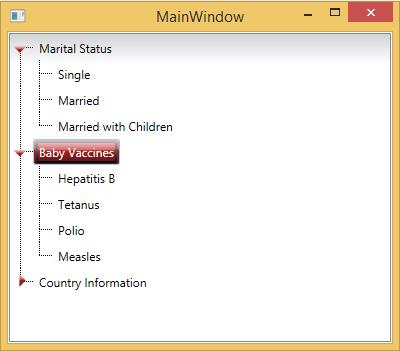 MainWindow
Marital Status
Single
Married
Married with Children
Baby Vaccines
Hepatitis B
Tetanus
Polio
Measles
Country Information